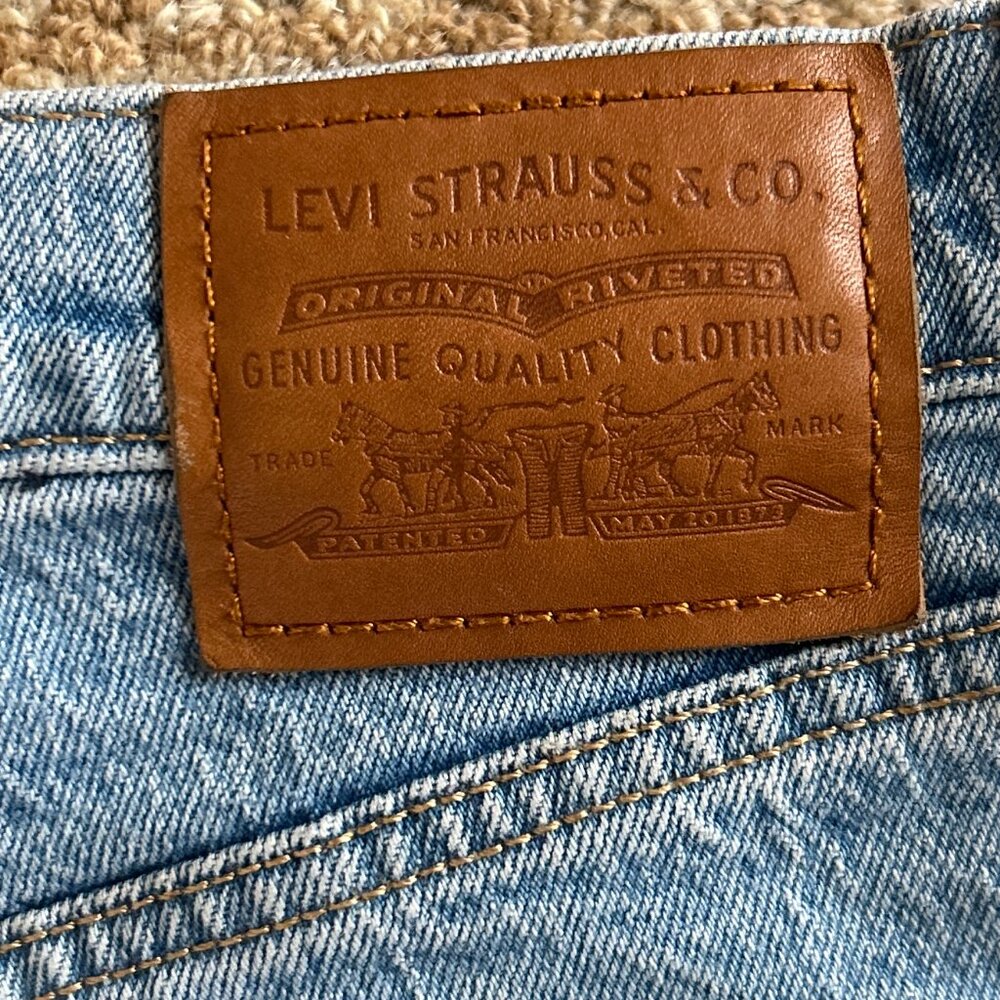 LEVI STRAUSS & CO.
SAN FRANCISCO, CAL.
ORIGINAL RIVETED
GENUINE QUALITY CLOTHING
TRADE MARK
PATENTED MAY 20 1873